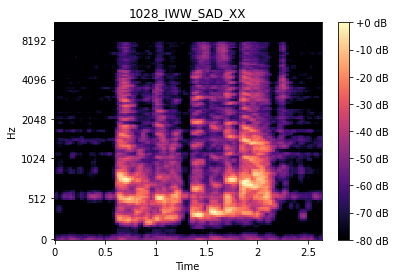 1028_IWW_SAD_XX
Hz
8192
4096
2048
1024
512
0
0
0.5
1
1.5
2
2.5
Time
+0 dB
-10 dB
-20 dB
-30 dB
-40 dB
-50 dB
-60 dB
-70 dB
-80 dB